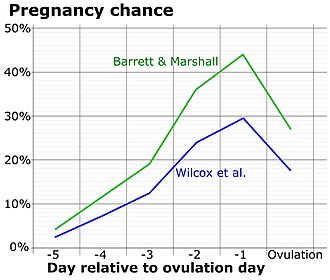 Pregnancy chance
50%
40%
Barrett & Marshall
30%
20%
Wilcox et al.
10%
0%
-5 -4 -3 -2 -1 Ovulation
Day relative to ovulation day